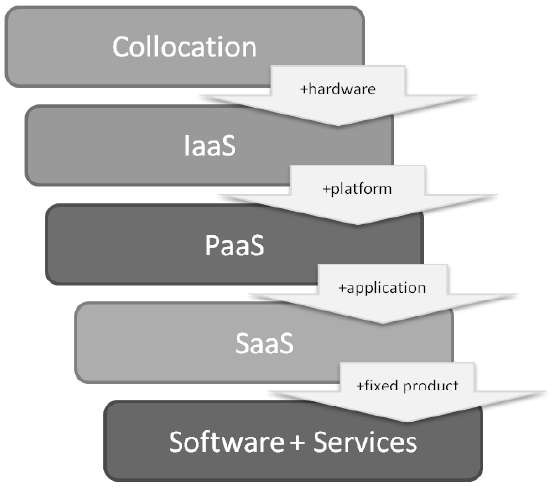 Collocation
+hardware
IaaS
+platform
PaaS
+application
SaaS
+fixed product
Software + Services